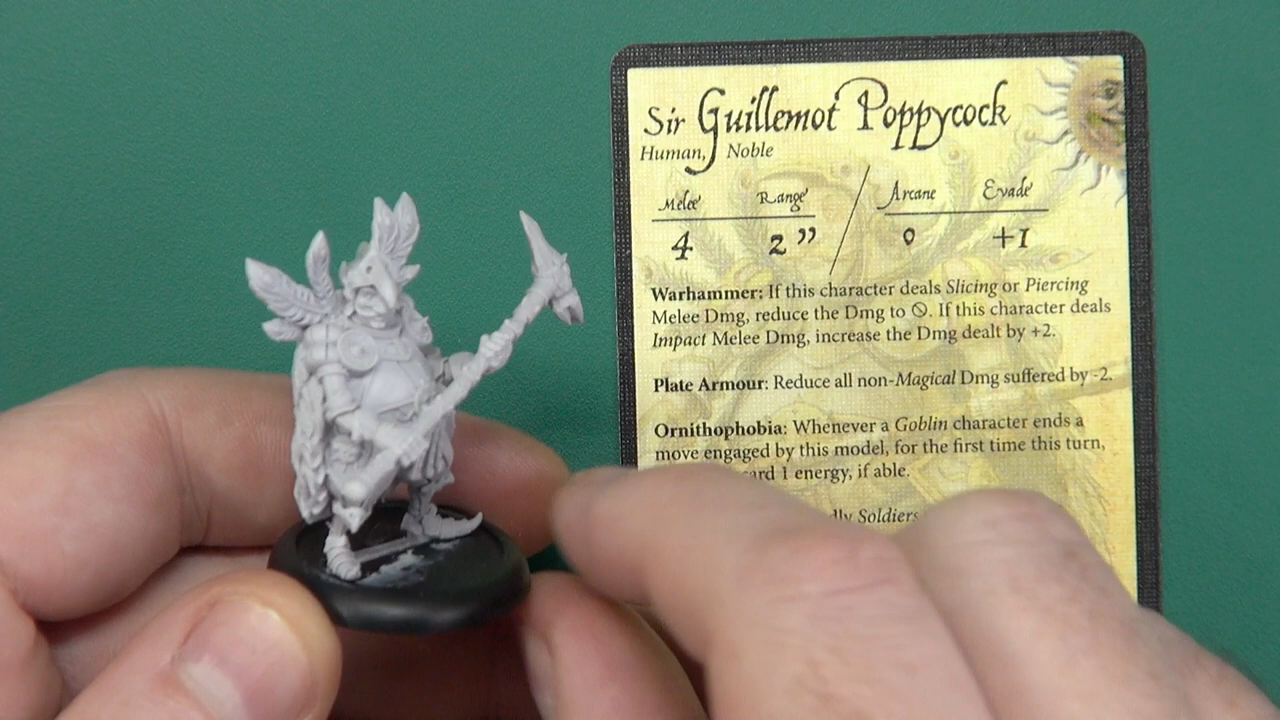 Sir Guillemot Poppycock
Human, Noble
Melee Range Arcane Evade
4 2” 0 +1
Warhammer: If this character deals Slicing or Piercing
Melee Dmg, reduce the Dmg to ⦸. If this character deals
Impact Melee Dmg, increase the Dmg dealt by +2.
Plate Armour: Reduce all non-Magical Dmg suffered by -2.
Ornithophobia: Whenever a Goblin character ends a
move engaged by this model, for the first time this turn,
1 energy, if able.
Soldiers